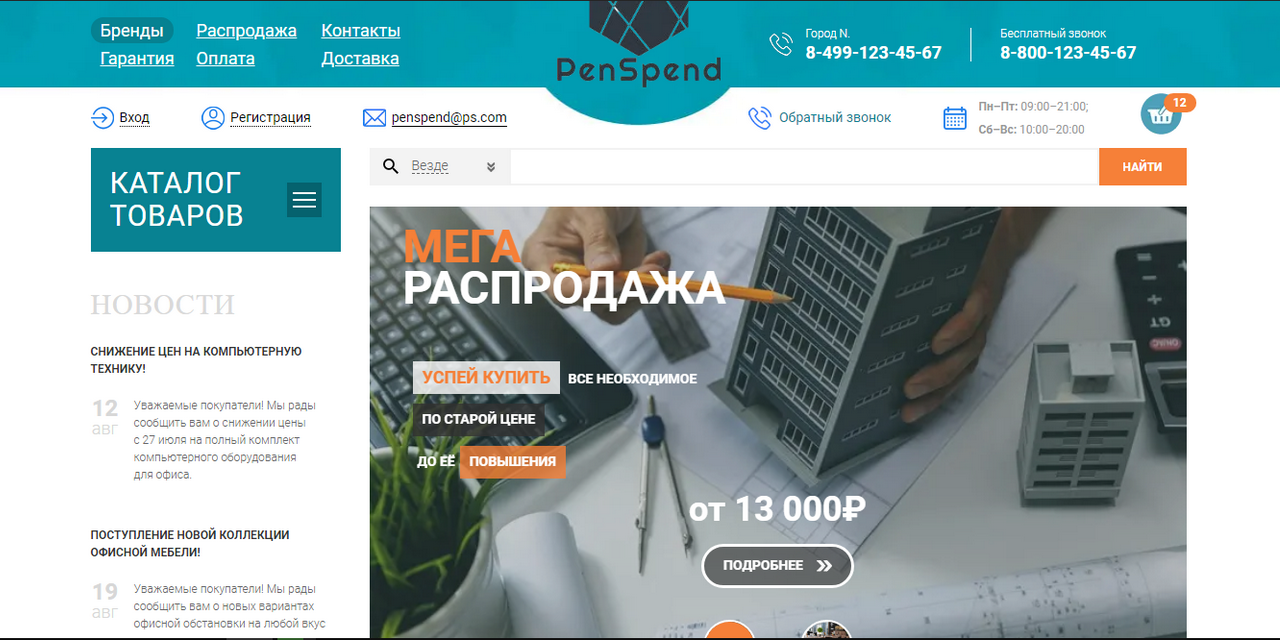 Бренды Распродажа Контакты
Гарантия Оплата Доставка
PenSpend
Город N.
8-499-123-45-67
Бесплатный звонок
8-800-123-45-67
Вход
Регистрация
penspend@ps.com
Обратный звонок
Пн–Пт: 09:00–21:00;
Сб–Вс: 10:00–20:00
12
КАТАЛОГ
ТОВАРОВ
Везде
НАЙТИ
НОВОСТИ
СНИЖЕНИЕ ЦЕН НА КОМПЬЮТЕРНУЮ
ТЕХНИКУ!
12
авг
Уважаемые покупатели! Мы рады
сообщить вам о снижении цены
с 27 июля на полный комплект
компьютерного оборудования
для офиса.
ПОСТУПЛЕНИЕ НОВОЙ КОЛЛЕКЦИИ
ОФИСНОЙ МЕБЕЛИ!
19
авг
Уважаемые покупатели! Мы рады
сообщить вам о новых вариантах
офисной обстановки на любой вкус
МЕГА
РАСПРОДАЖА
УСПЕЙ КУПИТЬ ВСЕ НЕОБХОДИМОЕ
ПО СТАРОЙ ЦЕНЕ
ДО ЕЁ ПОВЫШЕНИЯ
от 13 000₽
ПОДРОБНЕЕ